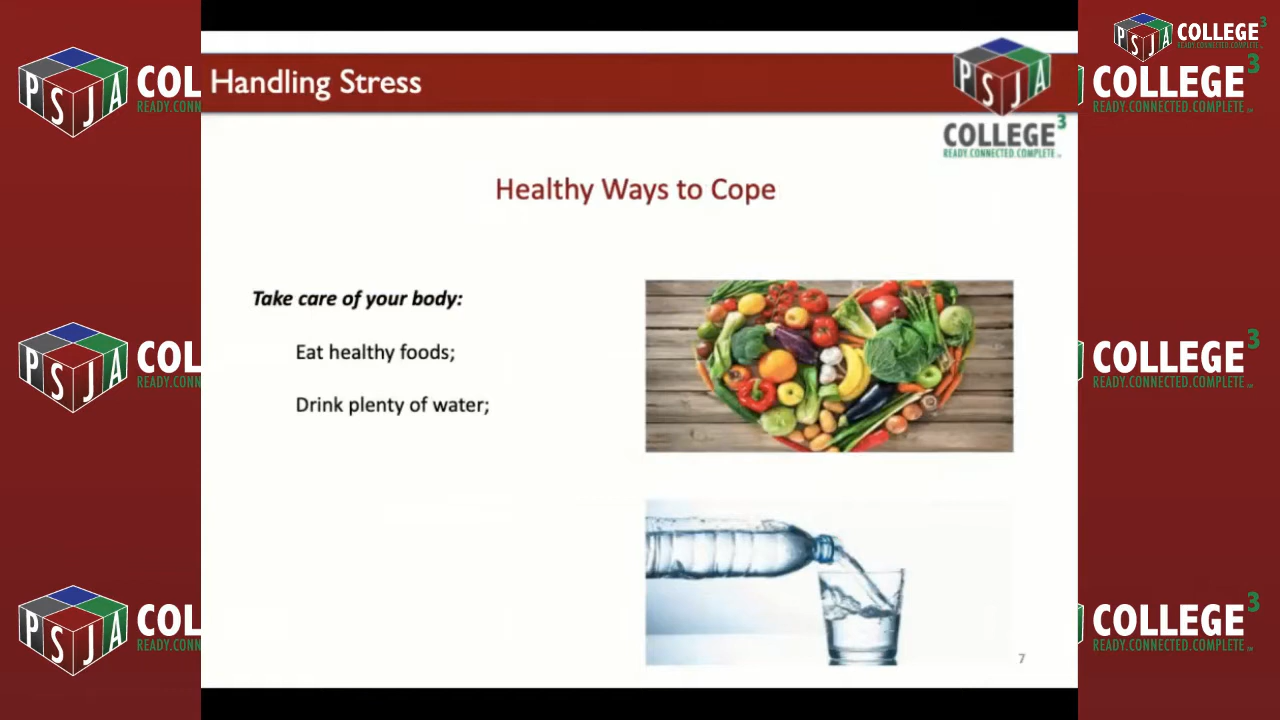 PSJA
COL
READY.CONN
Handling Stress
PSJA
COLLEGE3
READY.CONNECTED.COMPLETE
PSJA
COLLEGE3
READY.CONNECTED.COMPLETE
COLLEGE3
READY.CONNECTED.COMPLETE
Healthy Ways to Cope
Take care of your body:
Eat healthy foods;
Drink plenty of water;
PSJA
COL
READY.CONN
COLLEGE3
READY.CONNECTED.COMPLETE
PSJA
COL
READY.CONN
COLLEGE3
READY.CONNECTED.COMPLETE
7